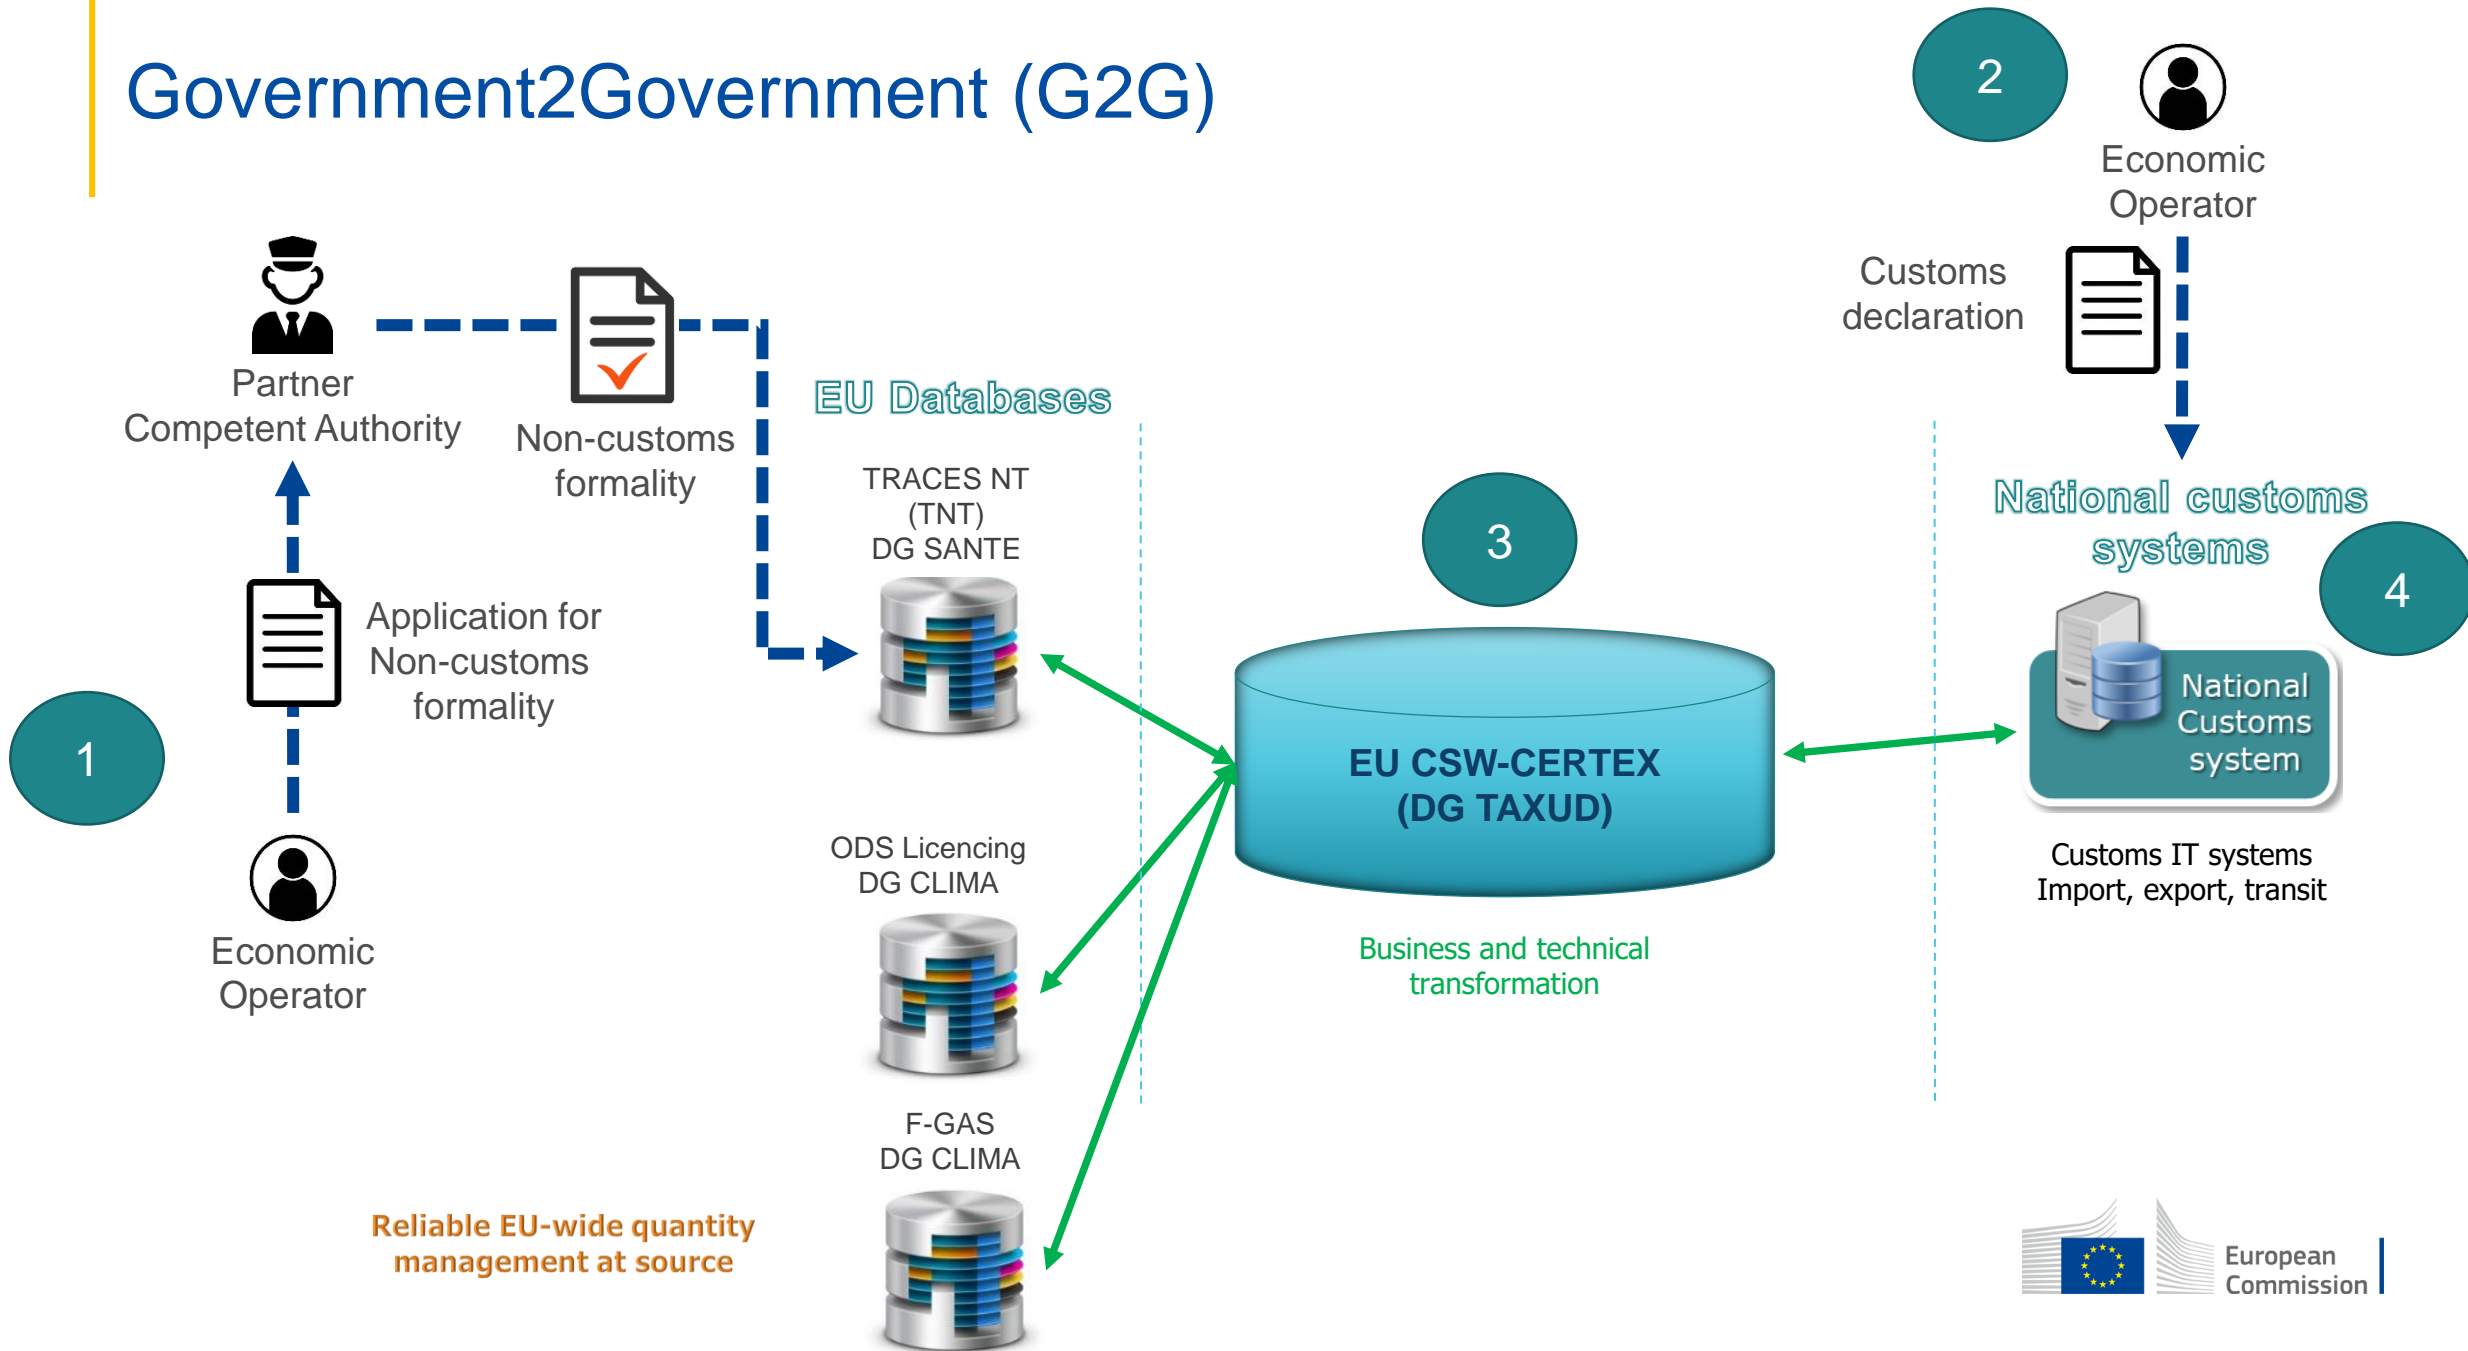 Government2Government (G2G)
2
Economic
Operator
Customs
declaration
Partner
Competent Authority
Non-customs
formality
Application for
Non-customs
formality
1
Economic
Operator
EU Databases
TRACES NT
(TNT)
DG SANTE
ODS Licencing
DG CLIMA
F-GAS
DG CLIMA
Reliable EU-wide quantity
management at source
3
EU CSW-CERTEX
(DG TAXUD)
Business and technical
transformation
National customs
systems
4
National
Customs
system
Customs IT systems
Import, export, transit
European
Commission